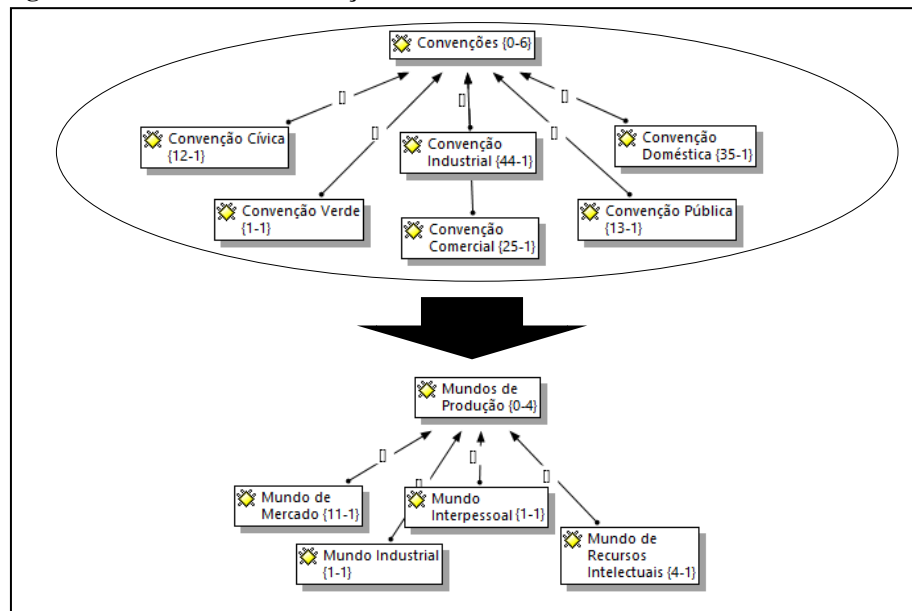 Convenções {0-6}
Convenção Cívica
{12-1}
Convenção
Industrial {44-1}
Convenção
Doméstica {35-1}
Convenção Verde
{1-1}
Convenção
Comercial {25-1}
Convenção Pública
{13-1}
Mundos de
Produção {0-4}
Mundo de
Mercado {11-1}
Mundo
Interpessoal {1-1}
Mundo Industrial
{1-1}
Mundo de
Recursos
Intelectuais {4-1}